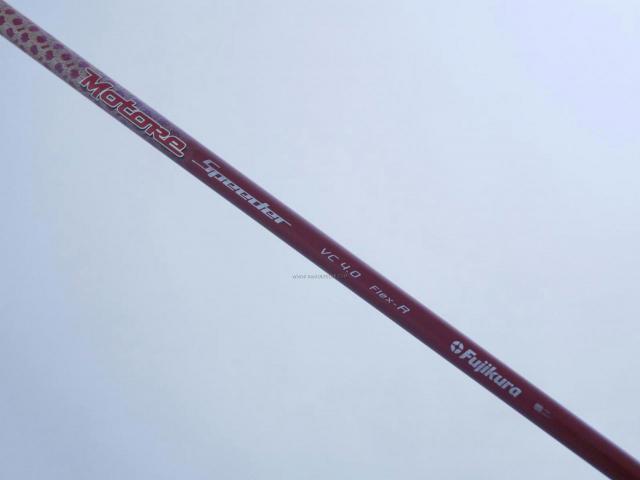 Motore
Speeder
VC 4.0 Flex-R
Fujikura